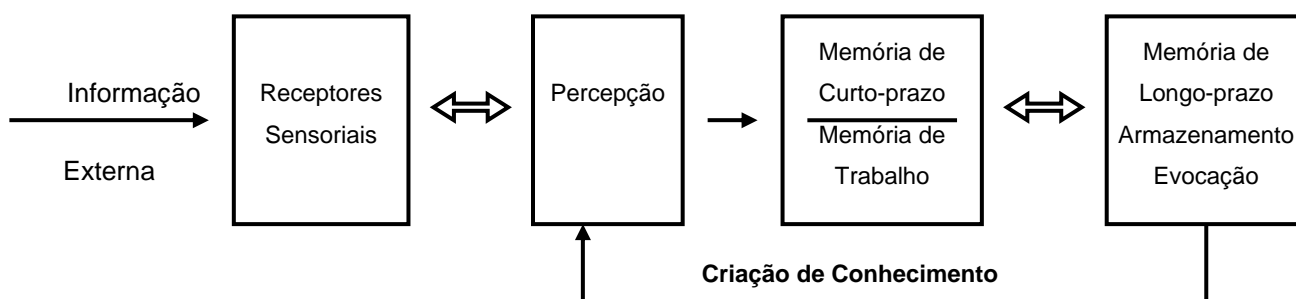 Informação
Externa
Receptores
Sensoriais
Percepção
Memória de
Curto-prazo
Memória de
Trabalho
Memória de
Longo-prazo
Armazenamento
Evocação
Criação de Conhecimento